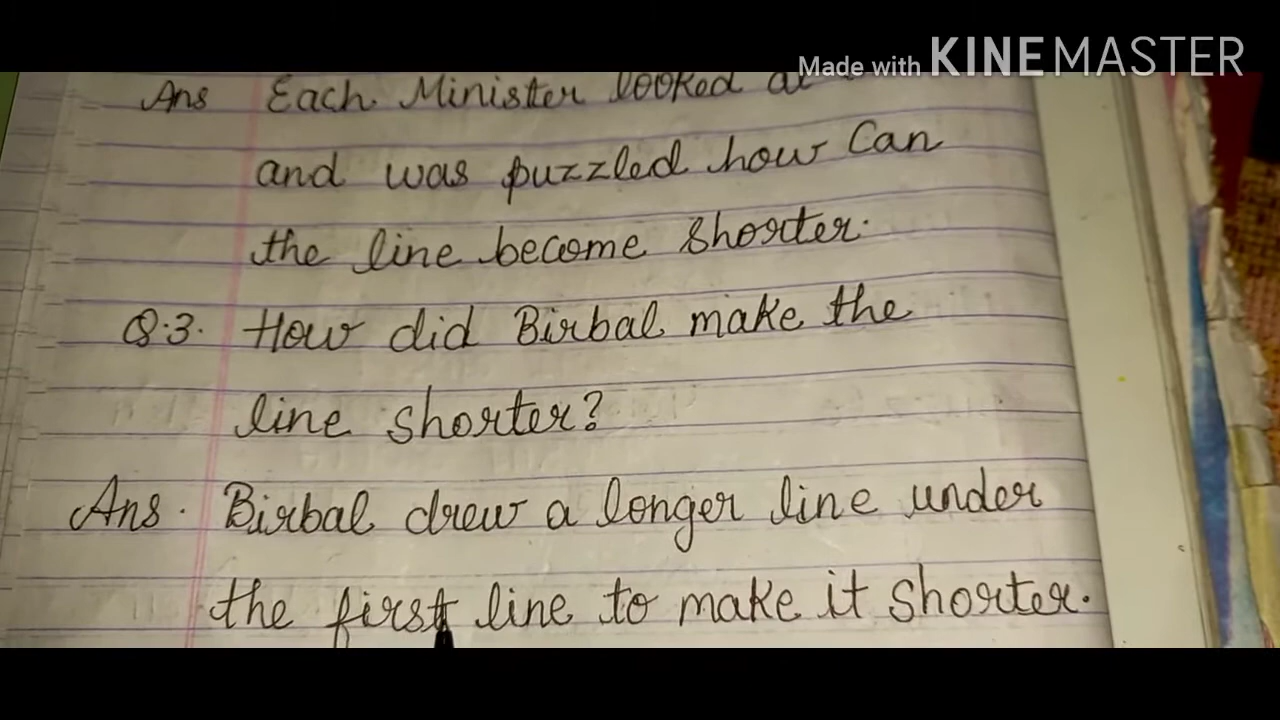 Made with KINEMASTER
Ans Each Minister looked at
and was puzzled how Can
the line become shorter.
Q.3. How did Birbal make the
line shorter?
Ans. Birbal drew a longer line under
the first line to make it shorter.